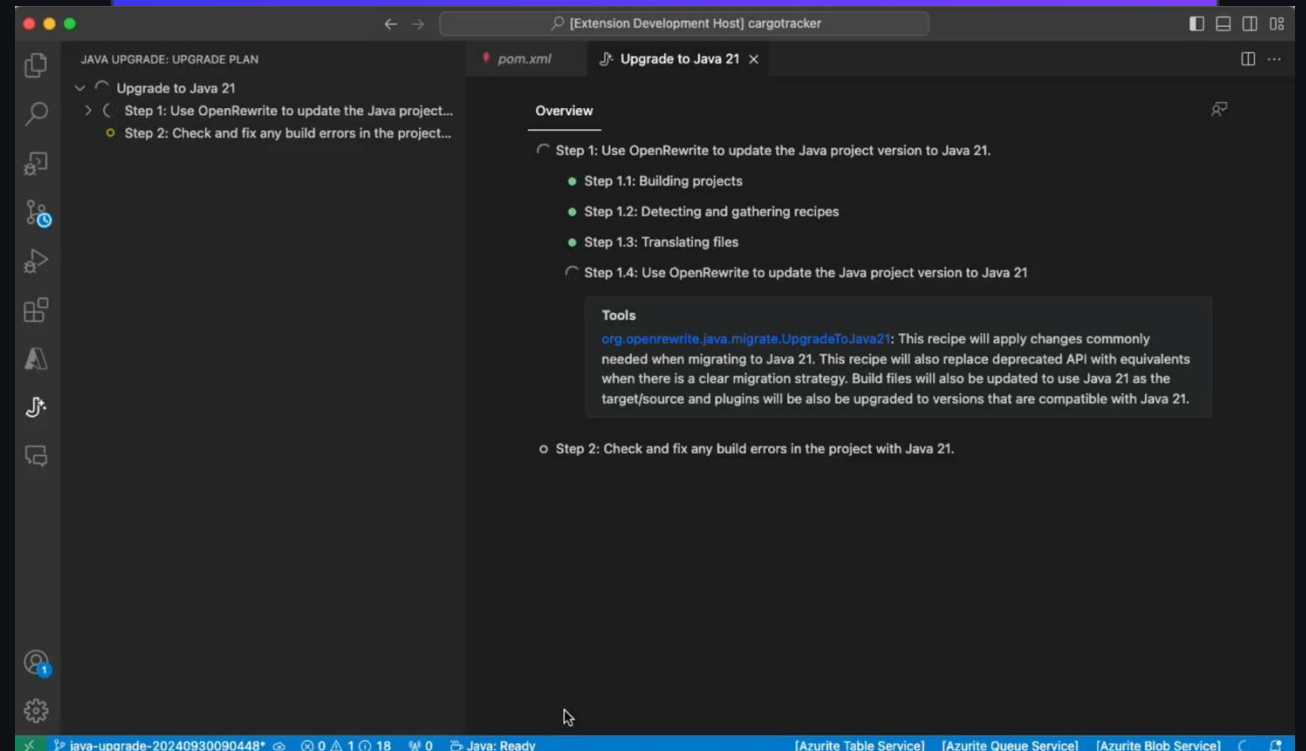 [Extension Development Host] cargotracker
JAVA UPGRADE: UPGRADE PLAN
Upgrade to Java 21
Step 1: Use OpenRewrite to update the Java project...
Step 2: Check and fix any build errors in the project...
pom.xml
Upgrade to Java 21
Overview
Step 1: Use OpenRewrite to update the Java project version to Java 21.
Step 1.1: Building projects
Step 1.2: Detecting and gathering recipes
Step 1.3: Translating files
Step 1.4: Use OpenRewrite to update the Java project version to Java 21
Tools
org.openrewrite.java.migrate.UpgradeToJava21: This recipe will apply changes commonly
needed when migrating to Java 21. This recipe will also replace deprecated API with equivalents
when there is a clear migration strategy. Build files will also be updated to use Java 21 as the
target/source and plugins will be also be upgraded to versions that are compatible with Java 21.
Step 2: Check and fix any build errors in the project with Java 21.
1
java-upgrade-20240930090448* 0 1 18 0 Java: Ready [Azurite Table Service] [Azurite Queue Service] [Azurite Blob Service]